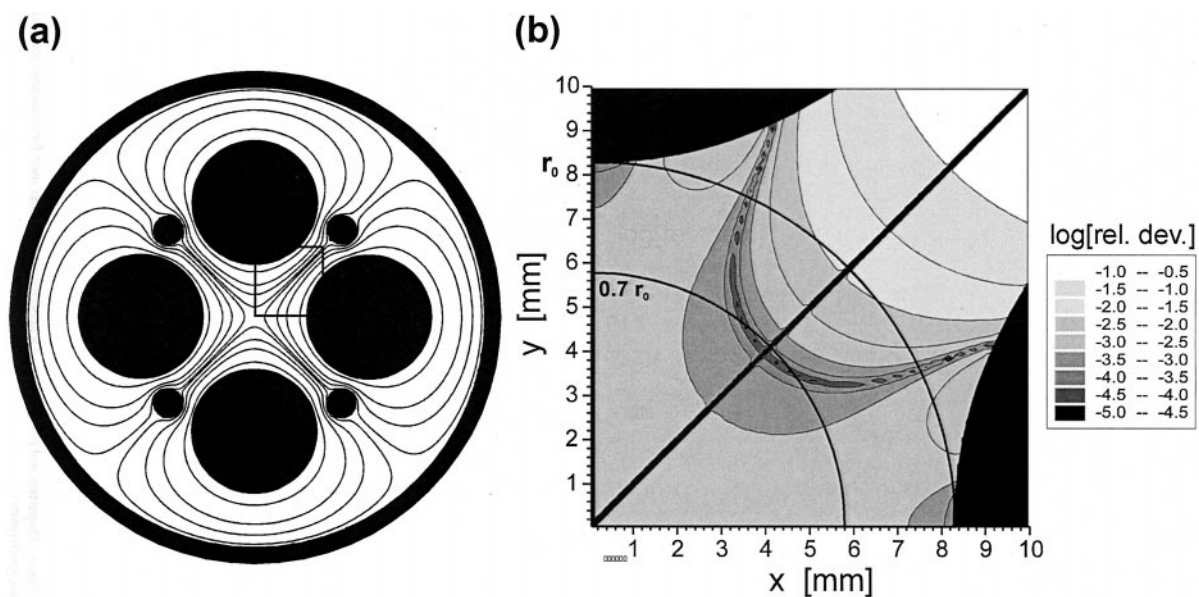 (a)
(b)
10
9
8
7
6
5
4
3
2
1
y [mm]
r₀
0.7 r₀
1 2 3 4 5 6 7 8 9 10
x [mm]
log[rel. dev.]
-1.0 -- -0.5
-1.5 -- -1.0
-2.0 -- -1.5
-2.5 -- -2.0
-3.0 -- -2.5
-3.5 -- -3.0
-4.0 -- -3.5
-4.5 -- -4.0
-5.0 -- -4.5